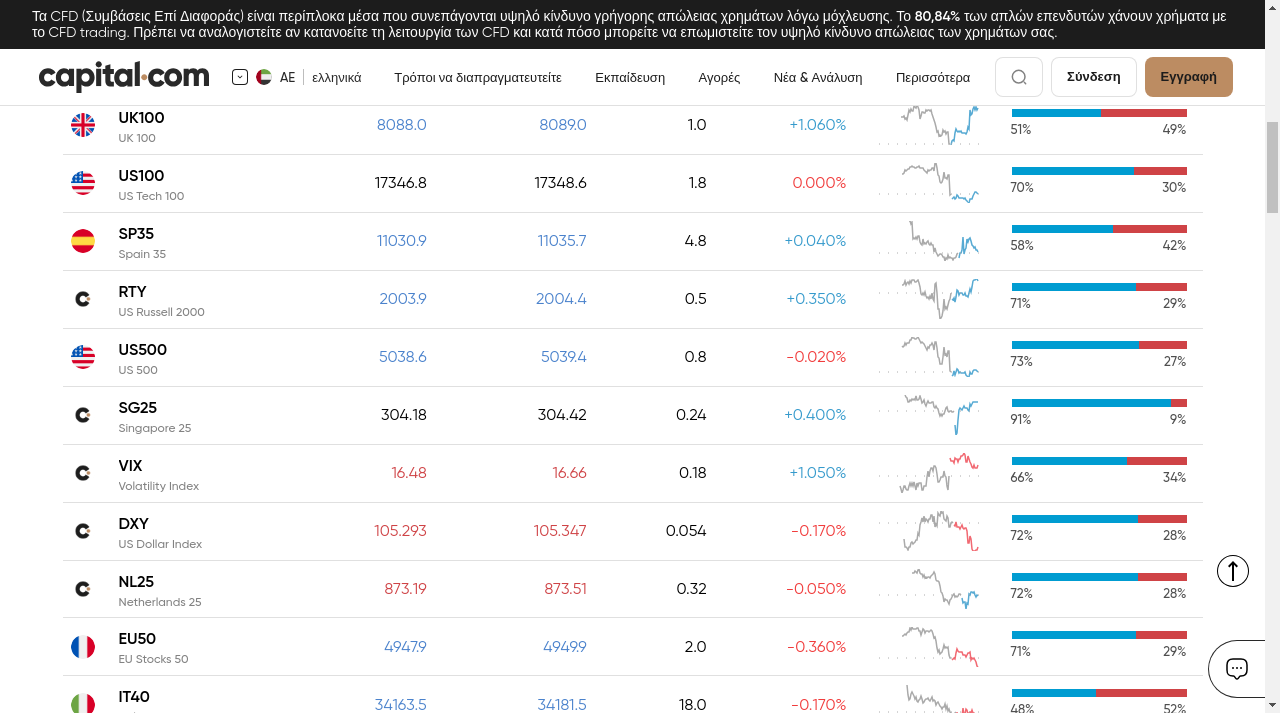 Τα CFD (Συμβάσεις Επί Διαφοράς) είναι περίπλοκα μέσα που συνεπάγονται υψηλό κίνδυνο γρήγορης απώλειας χρημάτων λόγω μόχλευσης. Το 80,84% των απλών επενδυτών χάνουν χρήματα με
το CFD trading. Πρέπει να αναλογιστείτε αν κατανοείτε τη λειτουργία των CFD και κατά πόσο μπορείτε να επωμιστείτε τον υψηλό κίνδυνο απώλειας των χρημάτων σας.
capital.com AE ελληνικά Τρόποι να διαπραγματευτείτε Εκπαίδευση Αγορές Νέα & Ανάλυση Περισσότερα Σύνδεση Εγγραφή
UK100 8088.0 8089.0 1.0 +1.060%
UK 100 51% 49%
US100 17346.8 17348.6 1.8 0.000%
US Tech 100 70% 30%
SP35 11030.9 11035.7 4.8 +0.040%
Spain 35 58% 42%
RTY 2003.9 2004.4 0.5 +0.350%
US Russell 2000 71% 29%
US500 5038.6 5039.4 0.8 -0.020%
US 500 73% 27%
SG25 304.18 304.42 0.24 +0.400%
Singapore 25 91% 9%
VIX 16.48 16.66 0.18 +1.050%
Volatility Index 66% 34%
DXY 105.293 105.347 0.054 -0.170%
US Dollar Index 72% 28%
NL25 873.19 873.51 0.32 -0.050%
Netherlands 25 72% 28%
EU50 4947.9 4949.9 2.0 -0.360%
EU Stocks 50 71% 29%
IT40 34163.5 34181.5 18.0 -0.170%
48% 52%